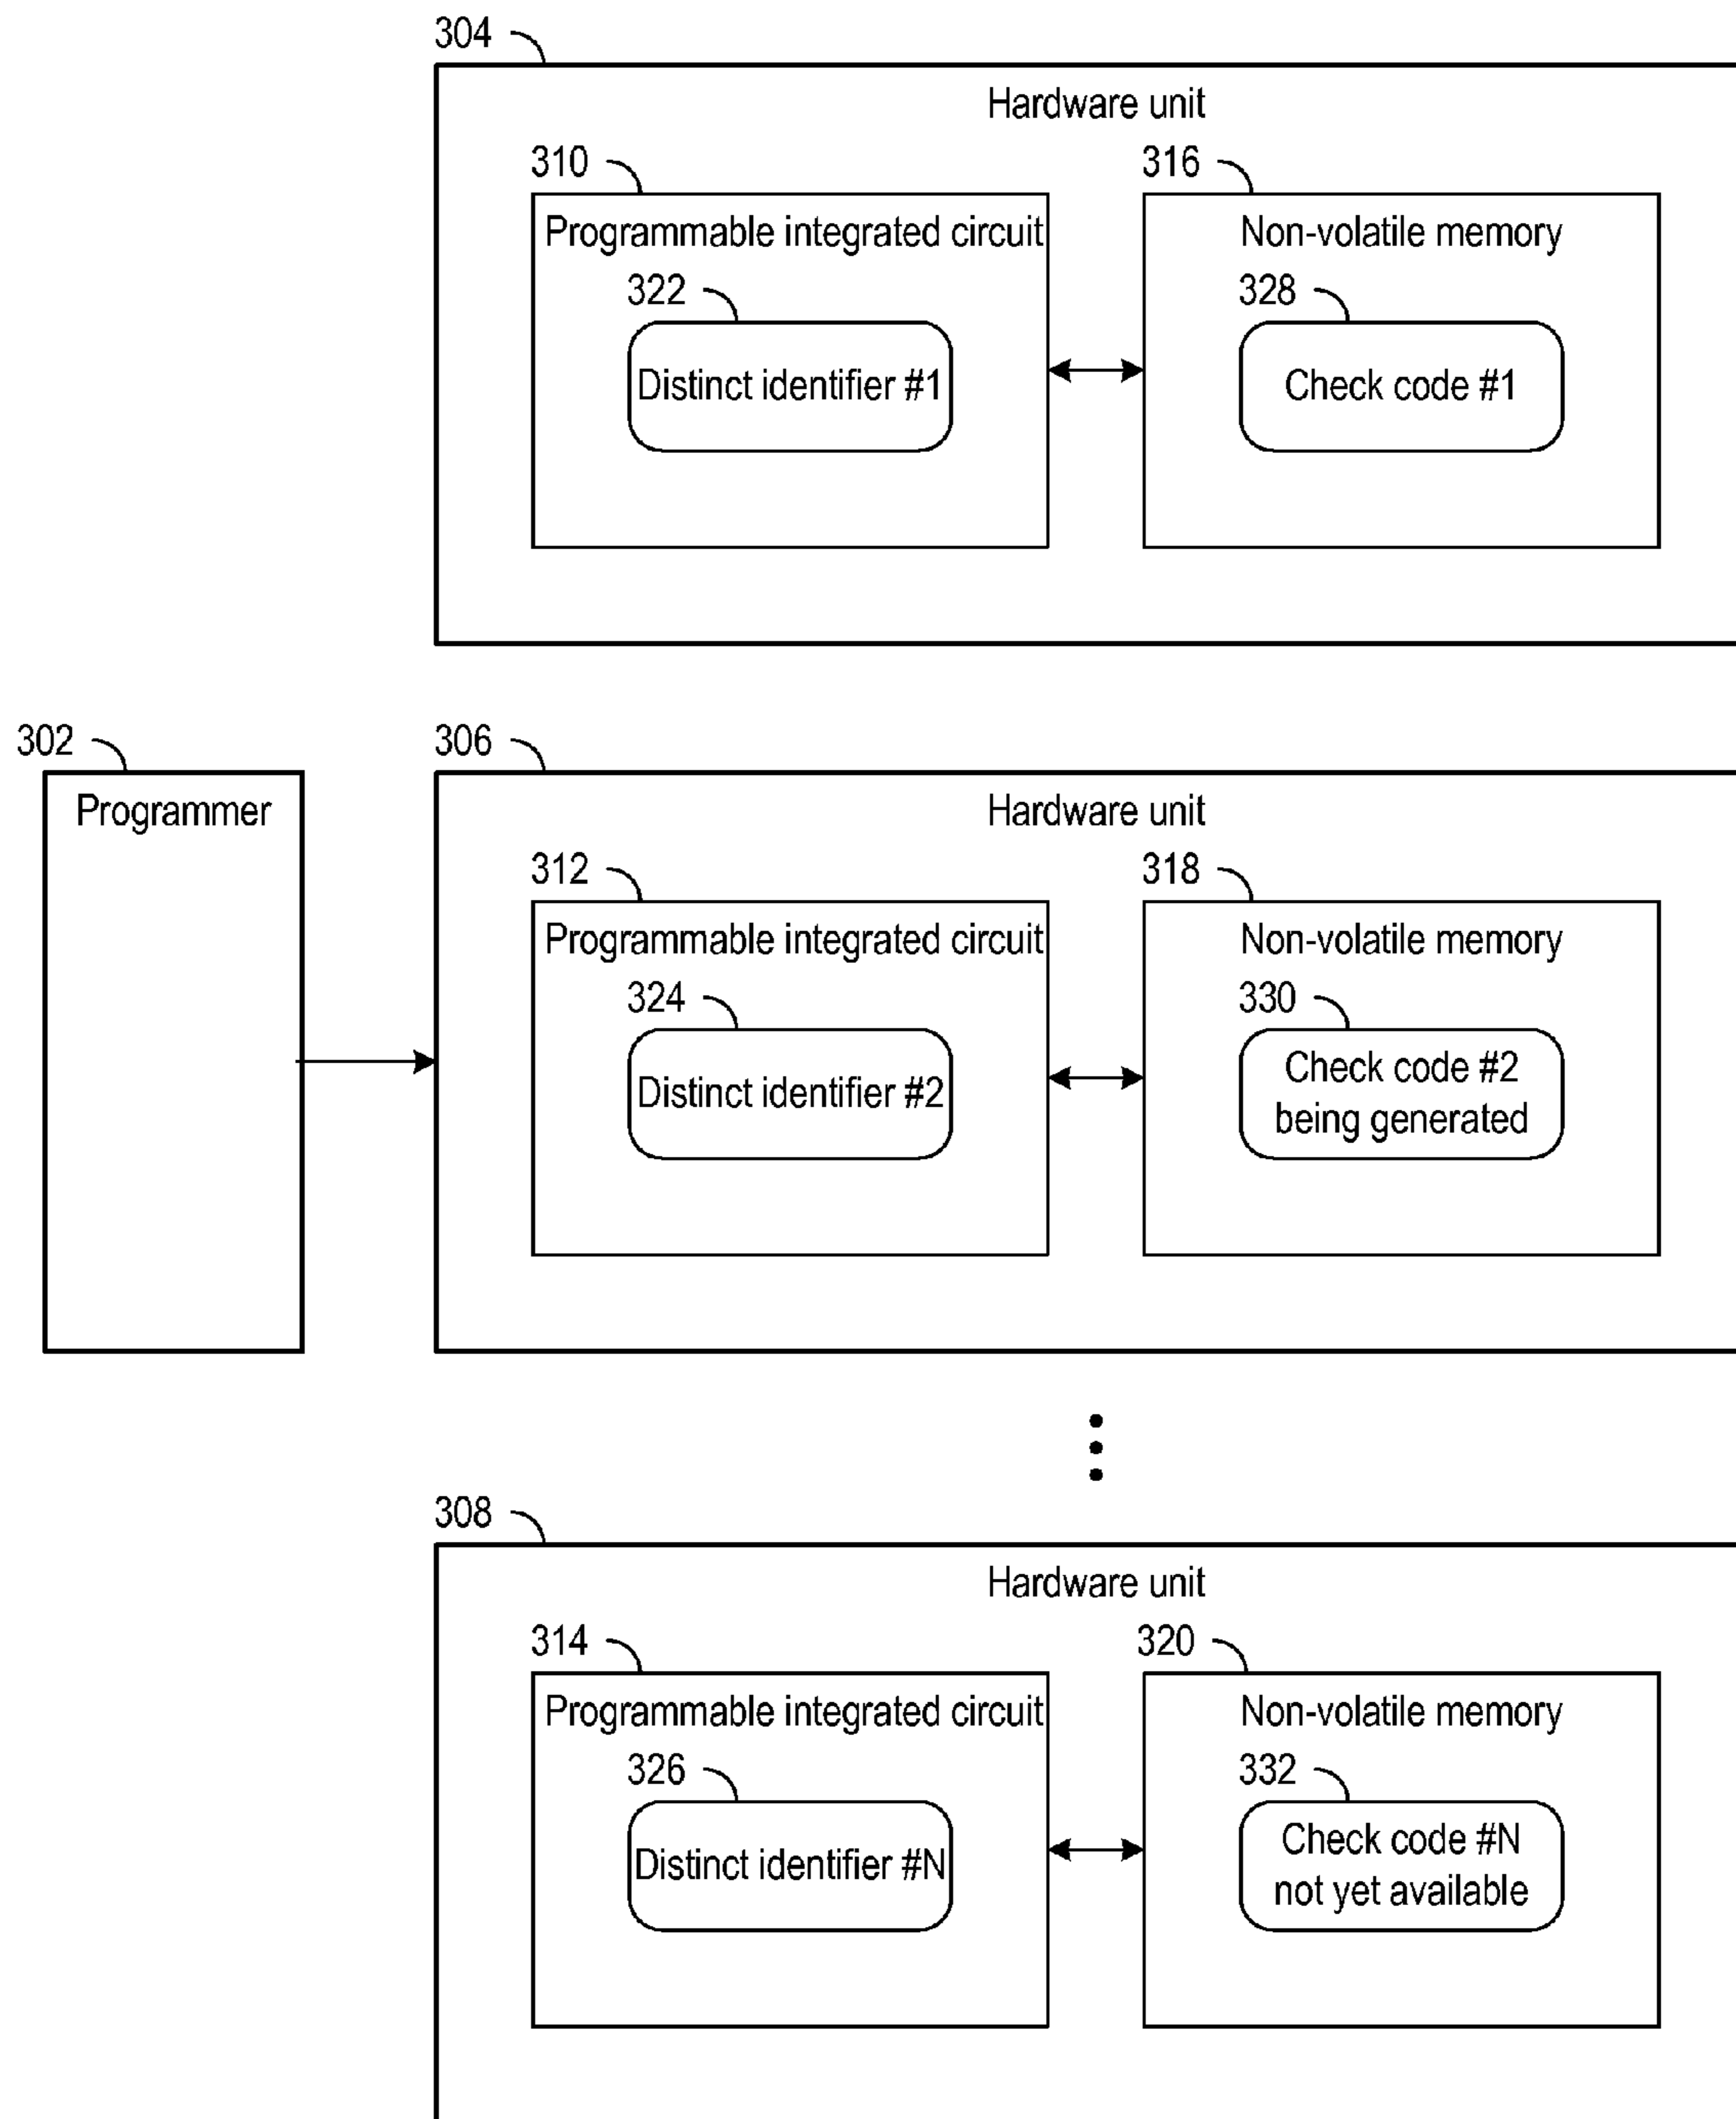 304
Hardware unit
310
316
Programmable integrated circuit
Non-volatile memory
322
328
Distinct identifier #1
Check code #1
302
306
Programmer
Hardware unit
312
318
Programmable integrated circuit
Non-volatile memory
324
330
Distinct identifier #2
Check code #2
being generated
308
Hardware unit
314
320
Programmable integrated circuit
Non-volatile memory
326
332
Distinct identifier #N
Check code #N
not yet available